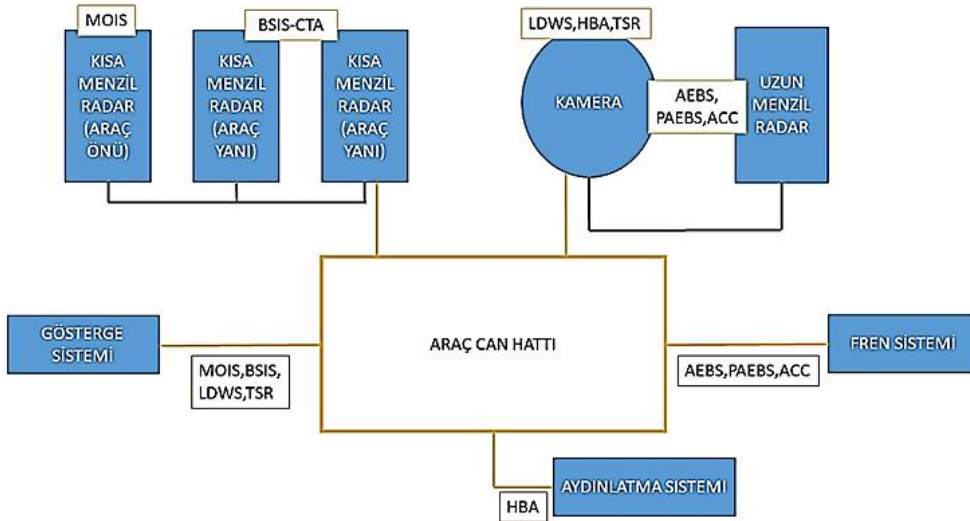 MOIS
KISA
MENZİL
RADAR
(ARAÇ
ÖNÜ)
BSIS-CTA
KISA
MENZİL
RADAR
(ARAÇ
YANI)
KISA
MENZİL
RADAR
(ARAÇ
YANI)
LDWS,HBA,TSR
KAMERA
AEBS,
PAEBS,ACC
UZUN
MENZİL
RADAR
ARAÇ CAN HATTI
GÖSTERGE
SİSTEMİ
MOIS,BSIS,
LDWS,TSR
FREN SİSTEMİ
AEBS,PAEBS,ACC
AYDINLATMA SİSTEMI
HBA